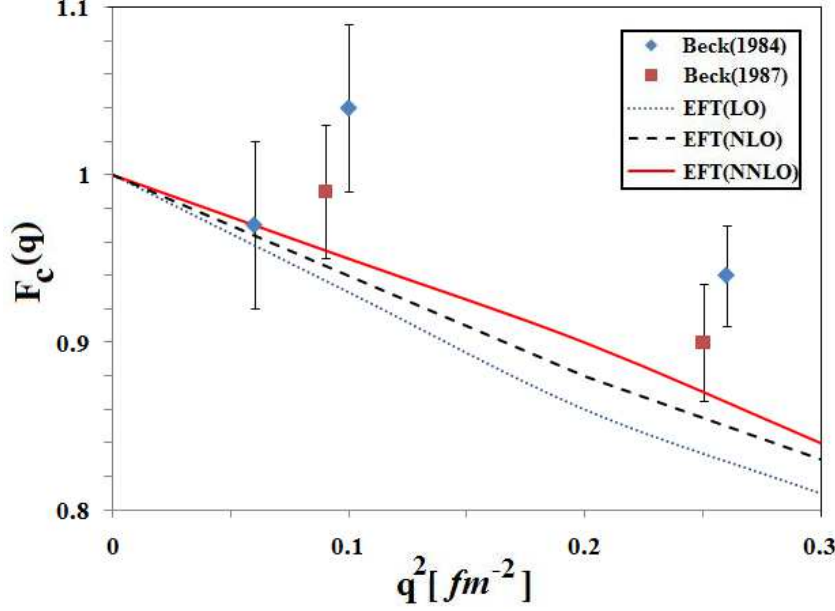 1.1
1
0.9
0.8
F_c(q)
Beck(1984)
Beck(1987)
EFT(LO)
EFT(NLO)
EFT(NNLO)
0
0.1
0.2
0.3
q²[ fm⁻²]